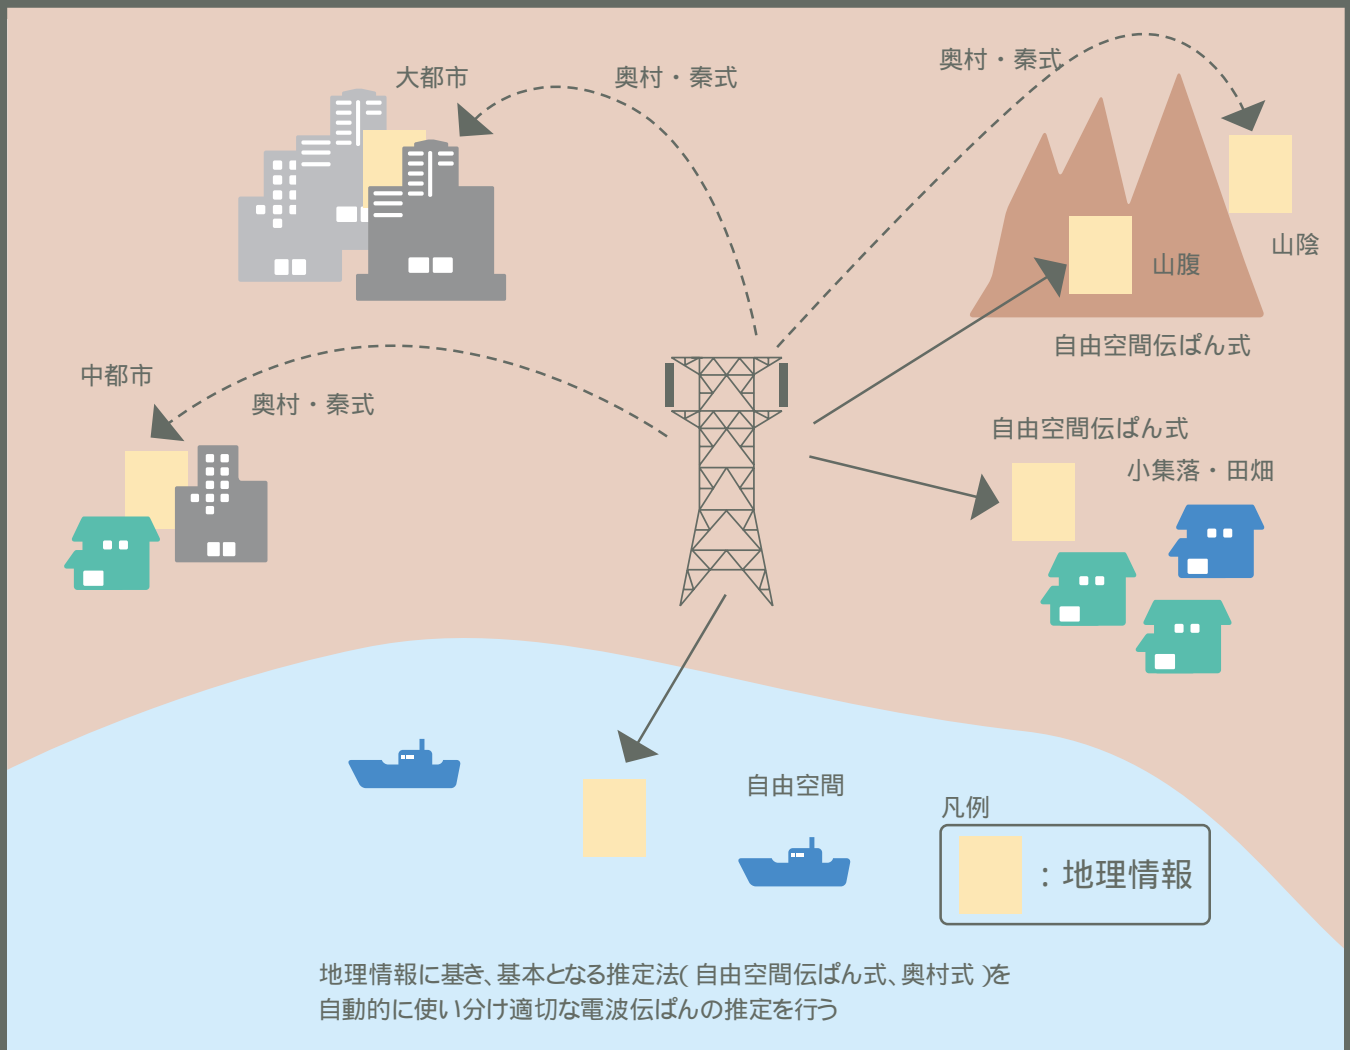 奥村・秦式
大都市
奥村・秦式
山陰
山腹
自由空間伝ぱん式
中都市
奥村・秦式
自由空間伝ぱん式
小集落・田畑
自由空間
凡例
：地理情報
地理情報に基き、基本となる推定法( 自由空間伝ぱん式、奥村式 )を
自動的に使い分け適切な電波伝ぱんの推定を行う